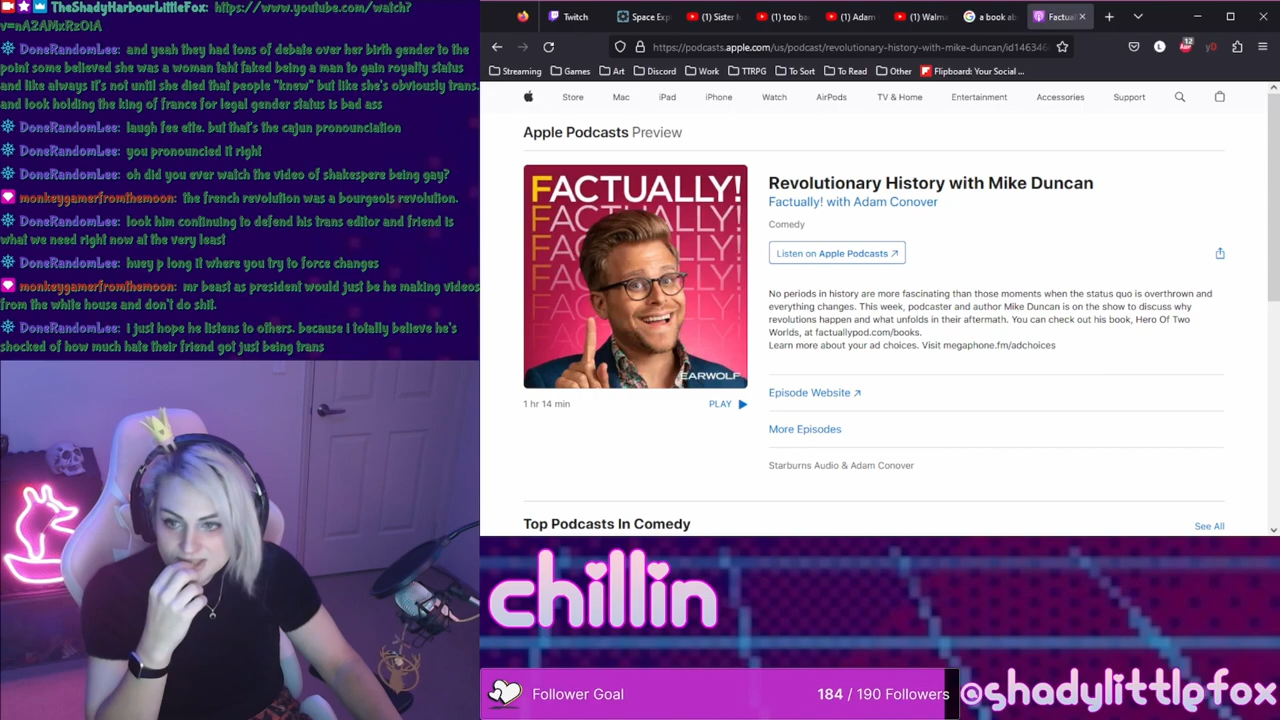 TheShadyHarbourLittleFox: https://www.youtube.com/watch?
v=nA2AMxRzOiA
DoneRandomLee: and yeah they had tons of debate over her birth gender to the
point some believed she was a woman taht faked being a man to gain royalty status
and like always it's not until she died that people "knew" but like she's obviously trans.
and look holding the king of france for legal gender status is bad ass
DoneRandomLee: laugh fee ette. but that's the cajun pronounciation
DoneRandomLee: you pronouncied it right
DoneRandomLee: oh did you ever watch the video of shakespere being gay?
monkeygamerfromthemoon: the french revolution was a bourgeois revolution.
DoneRandomLee: look him continuing to defend his trans editor and friend is
what we need right now at the very least
DoneRandomLee: huey p long it where you try to force changes
monkeygamerfromthemoon: mr beast as president would just be he making videos
from the white house and don't do shit.
DoneRandomLee: i just hope he listens to others. because i totally believe he's
shocked of how much hate their friend got just being trans
Twitch
Space Exp
(1) Sister
(1) too ba
(1) Adam
(1) Walma
a book ab
Factual
https://podcasts.apple.com/us/podcast/revolutionary-history-with-mike-duncan/id146346
12
yD
Streaming
Games
Art
Discord
Work
TTRPG
To Sort
To Read
Other
Flipboard: Your Social ...
Store
Mac
iPad
iPhone
Watch
AirPods
TV & Home
Entertainment
Accessories
Support
Apple Podcasts Preview
FACTUALLY!
FACTUALLY!
FACTUALLY!
EARWOLF
1 hr 14 min
PLAY
Revolutionary History with Mike Duncan
Factually! with Adam Conover
Comedy
Listen on Apple Podcasts ↗
No periods in history are more fascinating than those moments when the status quo is overthrown and
everything changes. This week, podcaster and author Mike Duncan is on the show to discuss why
revolutions happen and what unfolds in their aftermath. You can check out his book, Hero Of Two
Worlds, at factuallypod.com/books.
Learn more about your ad choices. Visit megaphone.fm/adchoices
Episode Website ↗
More Episodes
Starburns Audio & Adam Conover
Top Podcasts In Comedy
See All
chillin
Follower Goal
184 / 190 Followers
@shadylittlefox